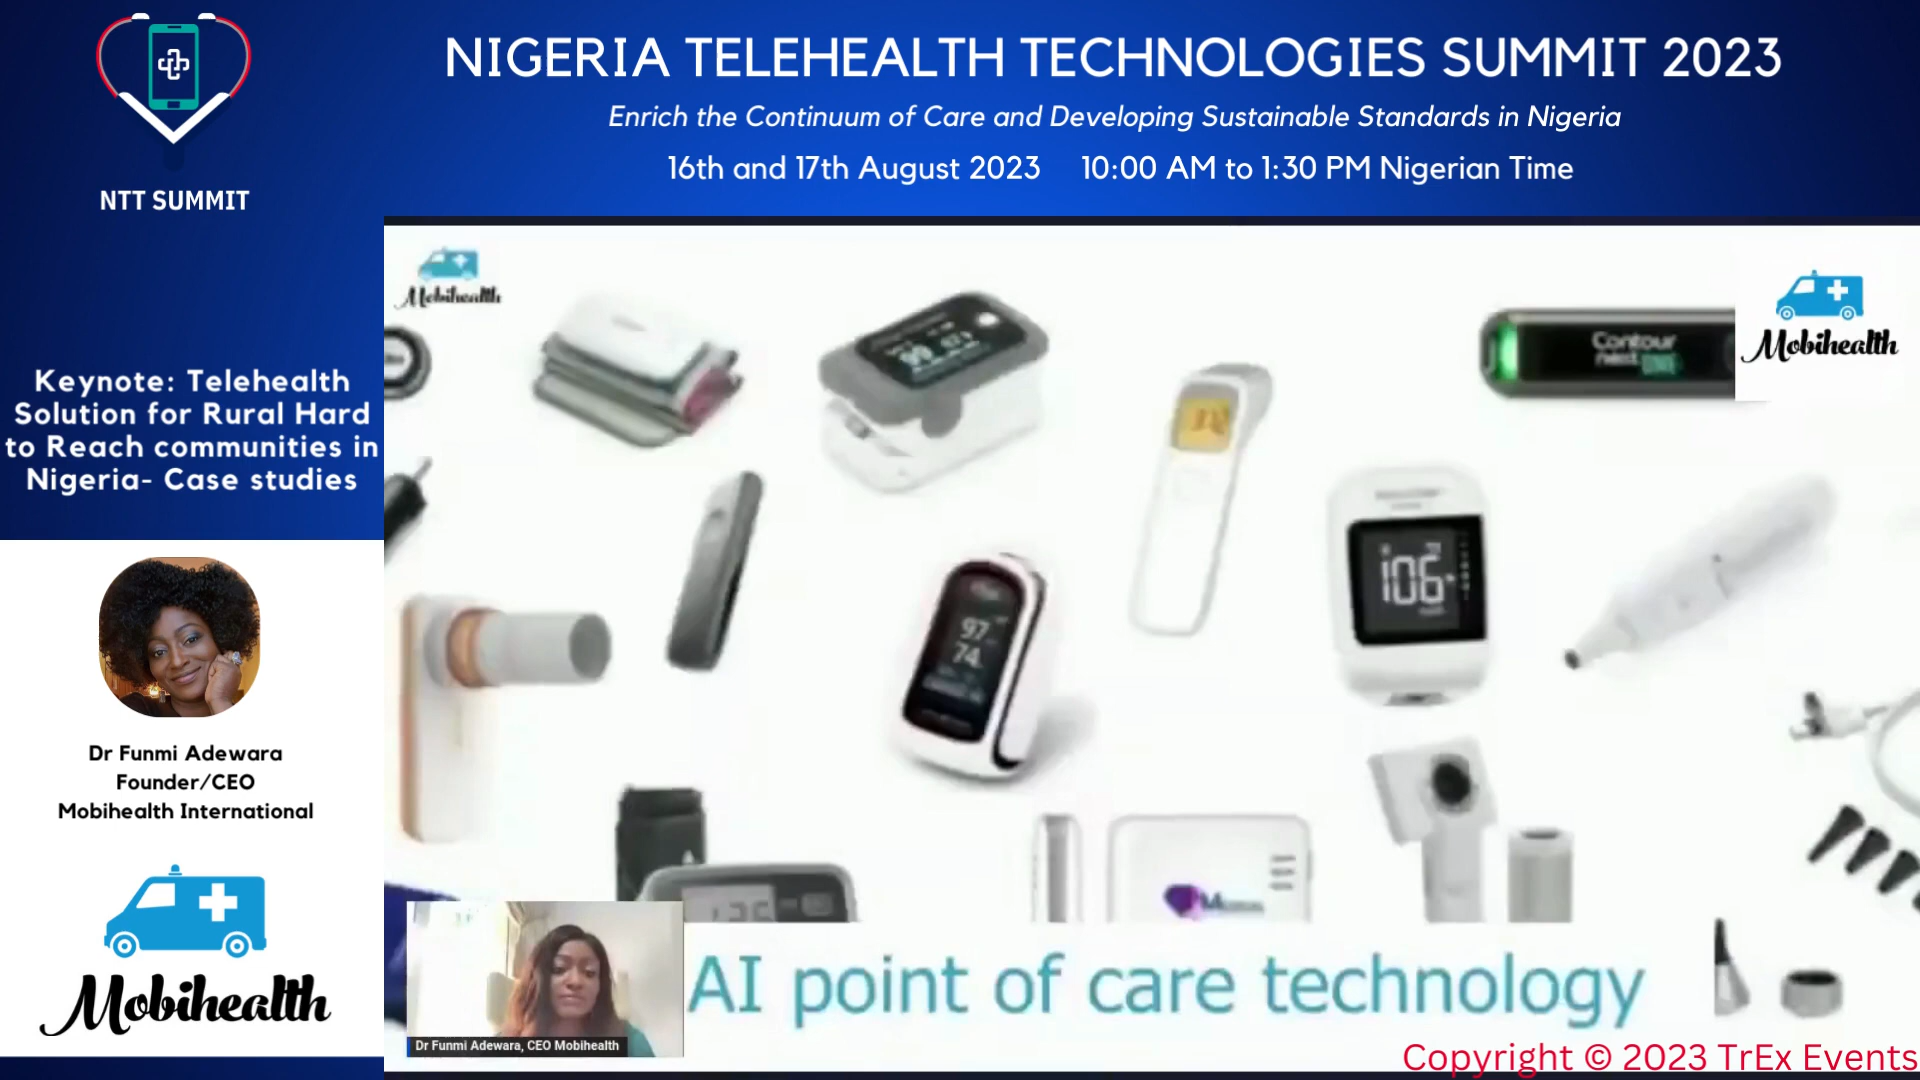 NIGERIA TELEHEALTH TECHNOLOGIES SUMMIT 2023
Enrich the Continuum of Care and Developing Sustainable Standards in Nigeria
16th and 17th August 2023 10:00 AM to 1:30 PM Nigerian Time
NTT SUMMIT
Keynote: Telehealth
Solution for Rural Hard
to Reach communities in
Nigeria- Case studies
Dr Funmi Adewara
Founder/CEO
Mobihealth International
Mobihealth
Mobihealth
Mobihealth
Contour
next ONE
99
97
74
106
AI point of care technology
Dr Funmi Adewara, CEO Mobihealth
Copyright © 2023 TrEx Events